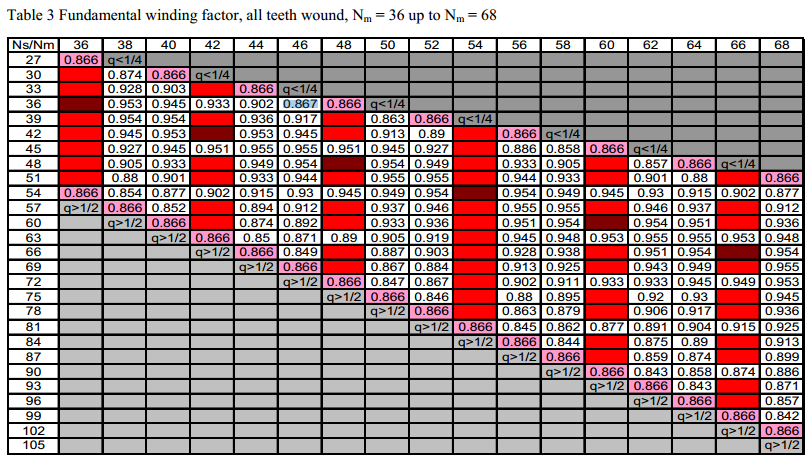 Table 3 Fundamental winding factor, all teeth wound, Nm = 36 up to Nm = 68
Ns/Nm 36 38 40 42 44 46 48 50 52 54 56 58 60 62 64 66 68
27 0.866 q<1/4
30 0.874 0.866 q<1/4
33 0.928 0.903 0.866 q<1/4
36 0.953 0.945 0.933 0.902 0.867 0.866 q<1/4
39 0.954 0.954 0.936 0.917 0.863 0.866 q<1/4
42 0.945 0.953 0.953 0.945 0.913 0.89 0.866 q<1/4
45 0.927 0.945 0.951 0.955 0.955 0.951 0.945 0.927 0.886 0.858 0.866 q<1/4
48 0.905 0.933 0.949 0.954 0.954 0.949 0.933 0.905 0.857 0.866 q<1/4
51 0.88 0.901 0.933 0.944 0.955 0.955 0.944 0.933 0.901 0.88 0.866
54 0.866 0.854 0.877 0.902 0.915 0.93 0.945 0.949 0.954 0.954 0.949 0.945 0.93 0.915 0.902 0.877
57 q>1/2 0.866 0.852 0.894 0.912 0.937 0.946 0.955 0.955 0.946 0.937 0.912
60 q>1/2 0.866 0.874 0.892 0.933 0.936 0.951 0.954 0.954 0.951 0.936
63 q>1/2 0.866 0.85 0.871 0.89 0.905 0.919 0.945 0.948 0.953 0.955 0.955 0.953 0.948
66 q>1/2 0.866 0.849 0.887 0.903 0.928 0.938 0.951 0.954 0.954
69 q>1/2 0.866 0.867 0.884 0.913 0.925 0.943 0.949 0.955
72 q>1/2 0.866 0.847 0.867 0.902 0.911 0.933 0.933 0.945 0.949 0.953
75 q>1/2 0.866 0.846 0.88 0.895 0.92 0.93 0.945
78 q>1/2 0.866 0.863 0.879 0.906 0.917 0.936
81 q>1/2 0.866 0.845 0.862 0.877 0.891 0.904 0.915 0.925
84 q>1/2 0.866 0.844 0.875 0.89 0.913
87 q>1/2 0.866 0.859 0.874 0.899
90 q>1/2 0.866 0.843 0.858 0.874 0.886
93 q>1/2 0.866 0.843 0.871
96 q>1/2 0.866 0.857
99 q>1/2 0.866 0.842
102 q>1/2 0.866
105 q>1/2